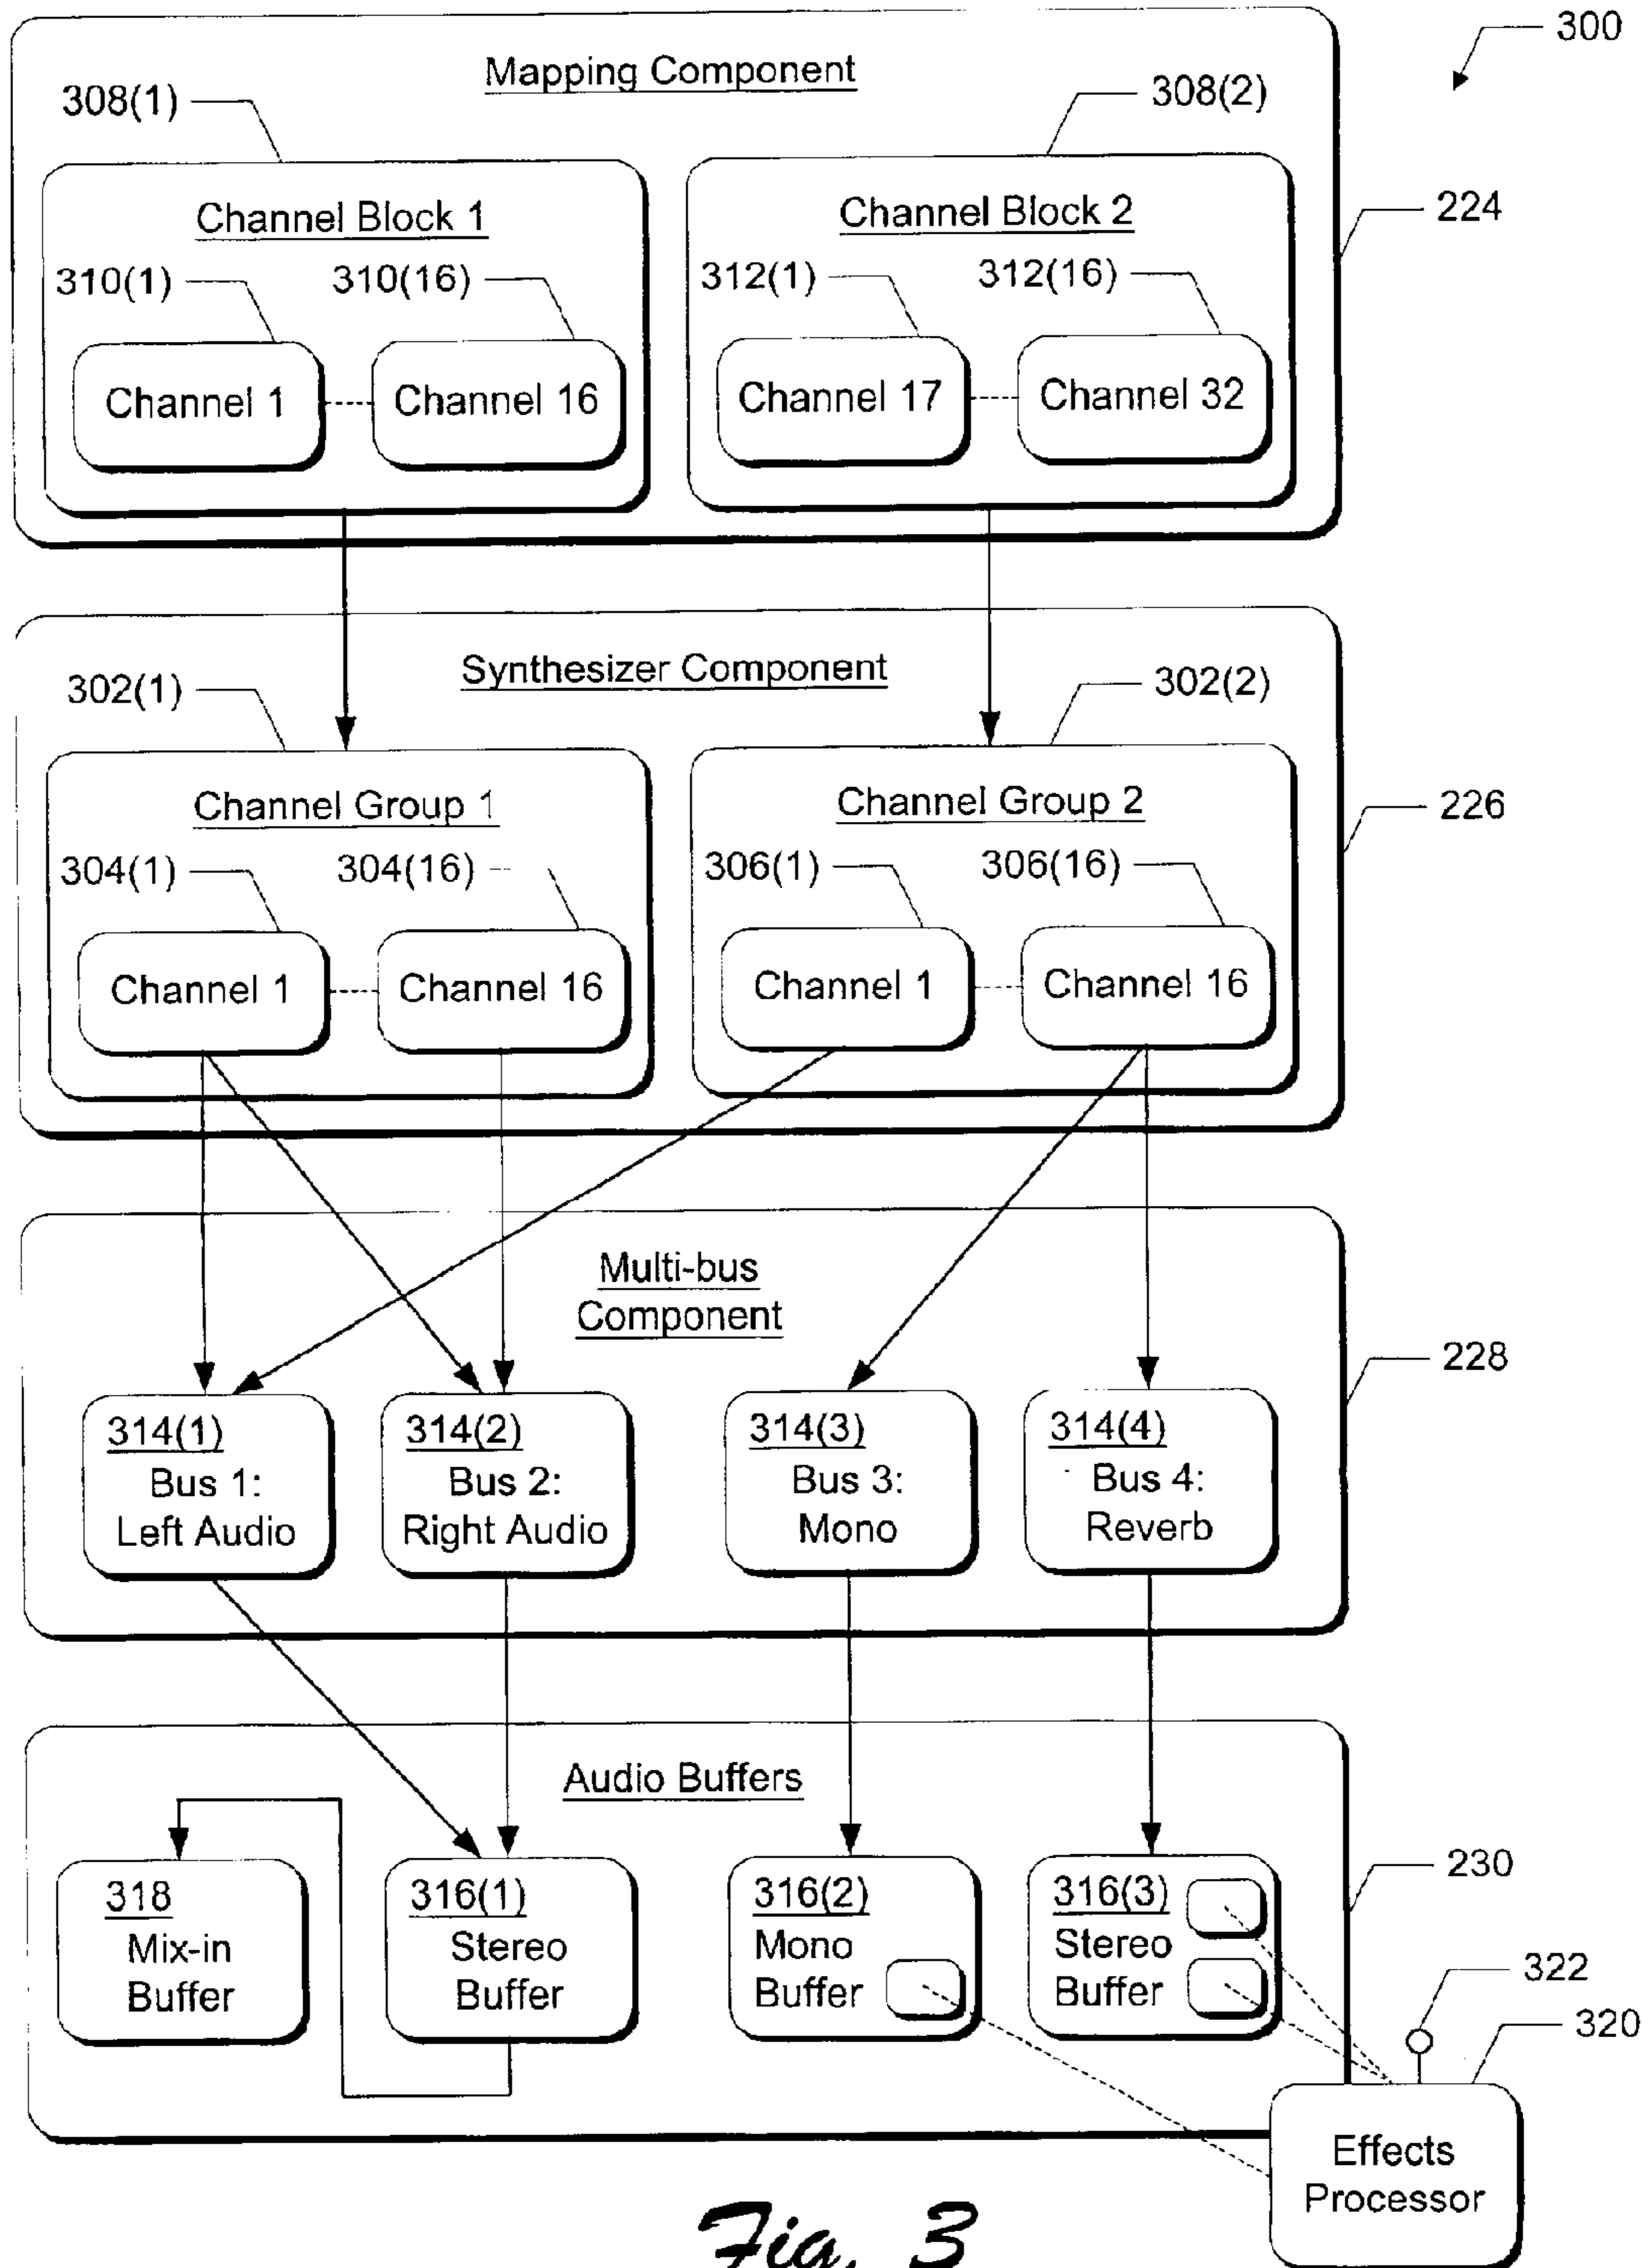 300
Mapping Component
308(1)
308(2)
224
Channel Block 1
Channel Block 2
310(1)
310(16)
312(1)
312(16)
Channel 1
Channel 16
Channel 17
Channel 32
Synthesizer Component
302(1)
302(2)
226
Channel Group 1
Channel Group 2
304(1)
304(16)
306(1)
306(16)
Channel 1
Channel 16
Channel 1
Channel 16
Multi-bus
Component
228
314(1)
Bus 1:
Left Audio
314(2)
Bus 2:
Right Audio
314(3)
Bus 3:
Mono
314(4)
Bus 4:
Reverb
Audio Buffers
230
318
Mix-in
Buffer
316(1)
Stereo
Buffer
316(2)
Mono
Buffer
316(3)
Stereo
Buffer
322
320
Effects
Processor
Fig. 3